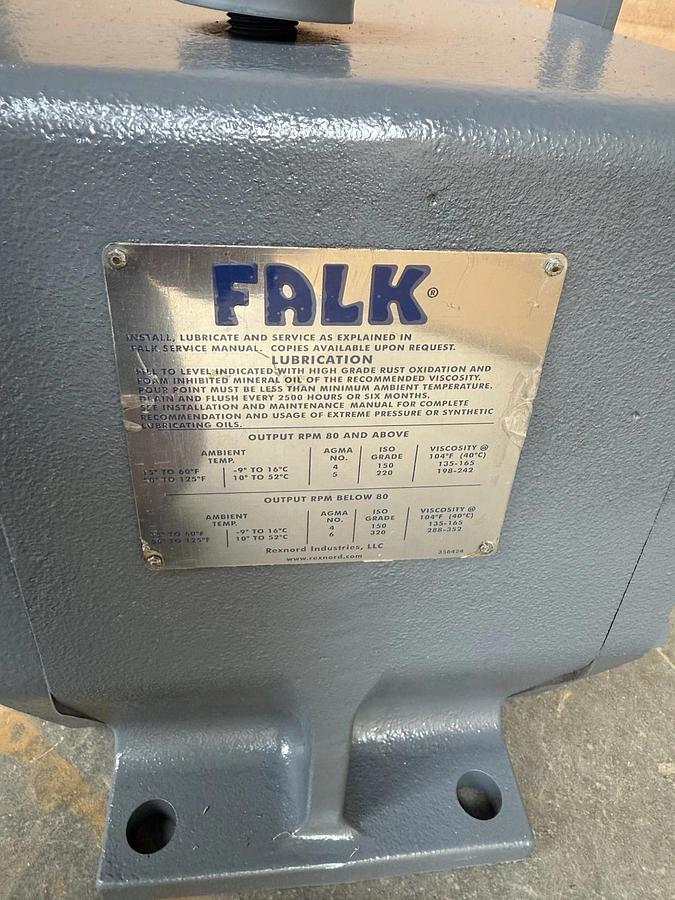 FALK®
INSTALL, LUBRICATE AND SERVICE AS EXPLAINED IN
FALK SERVICE MANUAL. COPIES AVAILABLE UPON REQUEST.
LUBRICATION
FILL TO LEVEL INDICATED WITH HIGH GRADE RUST OXIDATION AND
FOAM INHIBITED MINERAL OIL OF THE RECOMMENDED VISCOSITY.
POUR POINT MUST BE LESS THAN MINIMUM AMBIENT TEMPERATURE.
DRAIN AND FLUSH EVERY 2500 HOURS OR SIX MONTHS.
SEE INSTALLATION AND MAINTENANCE MANUAL FOR COMPLETE
RECOMMENDATION AND USAGE OF EXTREME PRESSURE OR SYNTHETIC
LUBRICATING OILS.
OUTPUT RPM 80 AND ABOVE
AMBIENT TEMP. AGMA NO. ISO GRADE VISCOSITY @ 104°F (40°C)
15° TO 60°F -9° TO 16°C 4 150 135-165
50° TO 125°F 10° TO 52°C 5 220 198-242
OUTPUT RPM BELOW 80
AMBIENT TEMP. AGMA NO. ISO GRADE VISCOSITY @ 104°F (40°C)
15° TO 60°F -9° TO 16°C 4 150 135-165
50° TO 125°F 10° TO 52°C 6 320 288-352
Rexnord Industries, LLC
www.rexnord.com 356424